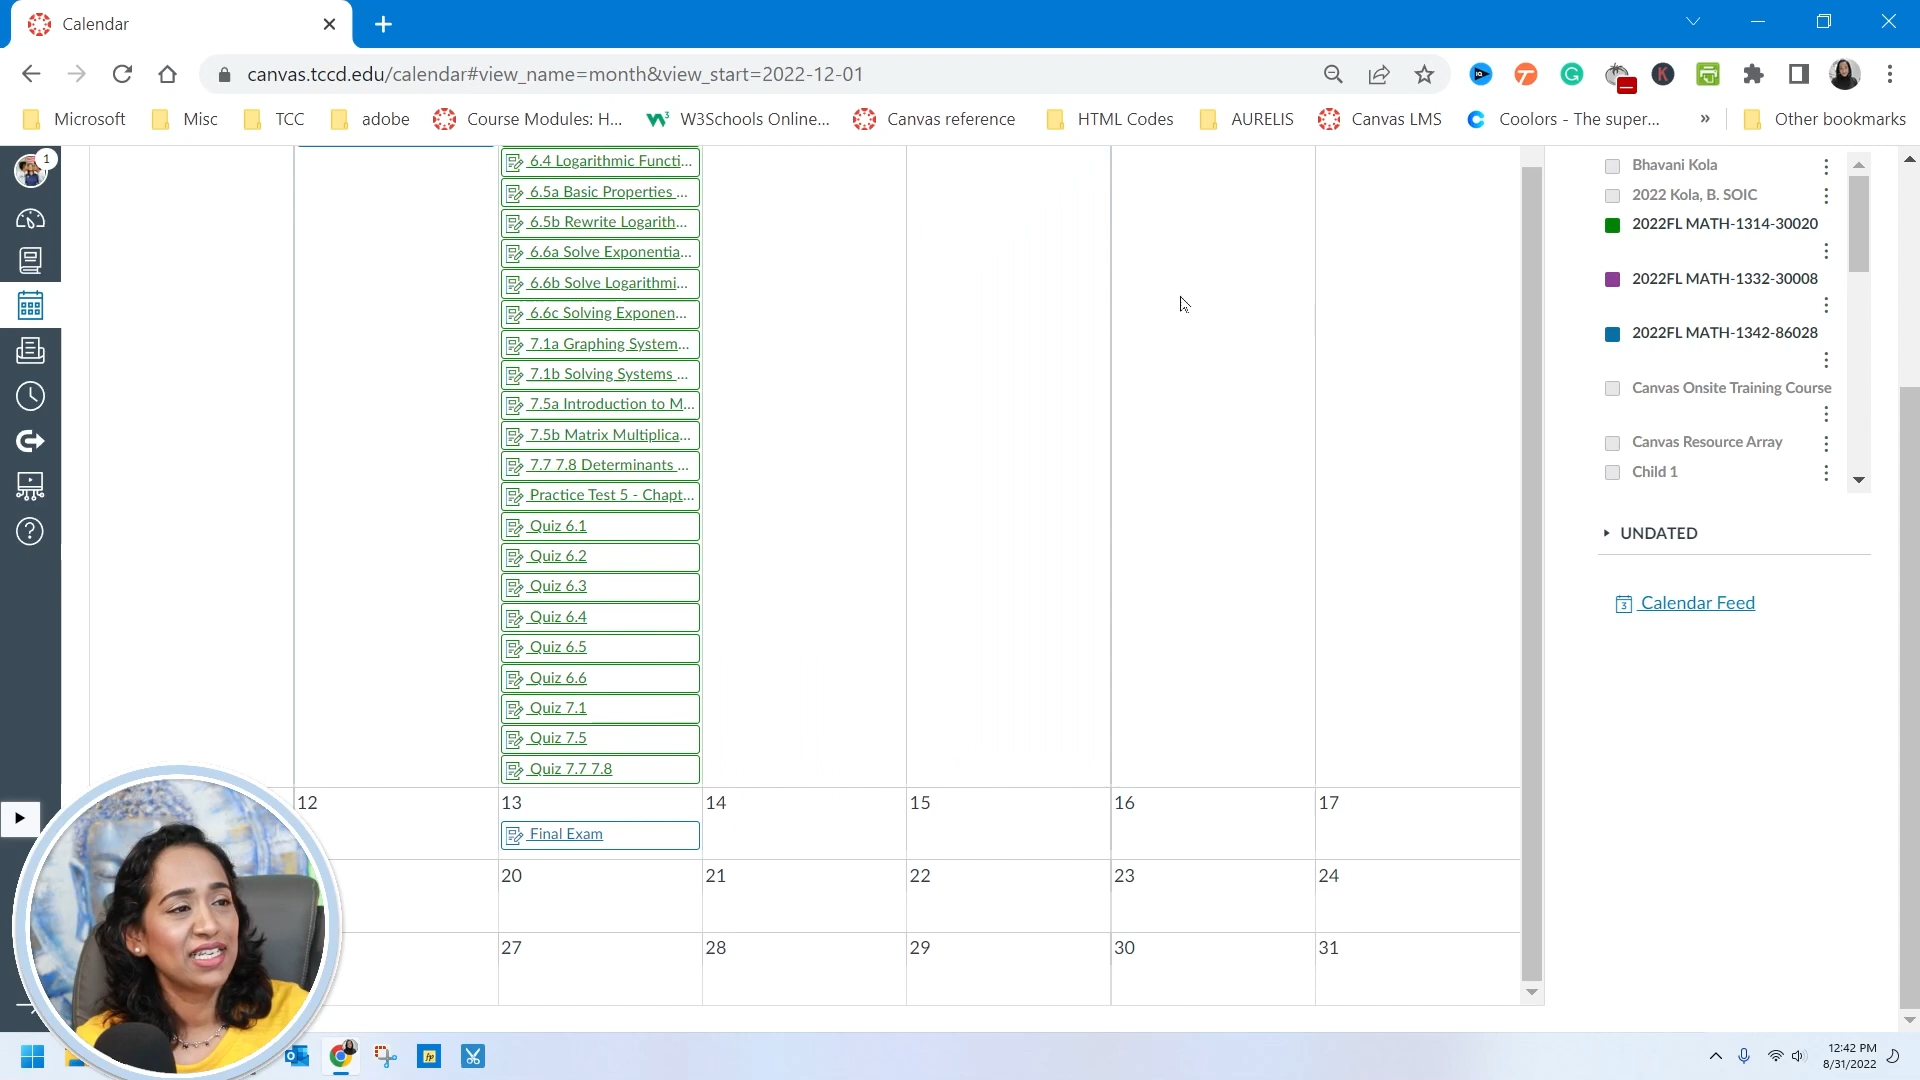 Calendar
canvas.tccd.edu/calendar#view_name=month&view_start=2022-12-01
Microsoft
Misc
TCC
adobe
Course Modules: H...
W3Schools Online...
Canvas reference
HTML Codes
AURELIS
Canvas LMS
Coolors - The super...
»
Other bookmarks
1
6.4 Logarithmic Functi...
6.5a Basic Properties ...
6.5b Rewrite Logarith...
6.6a Solve Exponentia...
6.6b Solve Logarithmi...
6.6c Solving Exponen...
7.1a Graphing System...
7.1b Solving Systems ...
7.5a Introduction to M...
7.5b Matrix Multiplica...
7.7 7.8 Determinants ...
Practice Test 5 - Chapt...
Quiz 6.1
Quiz 6.2
Quiz 6.3
Quiz 6.4
Quiz 6.5
Quiz 6.6
Quiz 7.1
Quiz 7.5
Quiz 7.7 7.8
12 13 14 15 16 17
Final Exam
20 21 22 23 24
27 28 29 30 31
Bhavani Kola
2022 Kola, B. SOIC
2022FL MATH-1314-30020
2022FL MATH-1332-30008
2022FL MATH-1342-86028
Canvas Onsite Training Course
Canvas Resource Array
Child 1
UNDATED
3 Calendar Feed
12:42 PM
8/31/2022